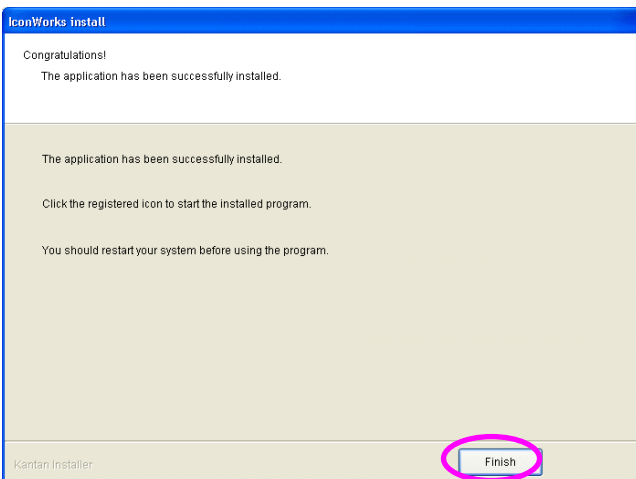 IconWorks install
Congratulations!
The application has been successfully installed.
The application has been successfully installed.
Click the registered icon to start the installed program.
You should restart your system before using the program.
Kantan Installer
Finish